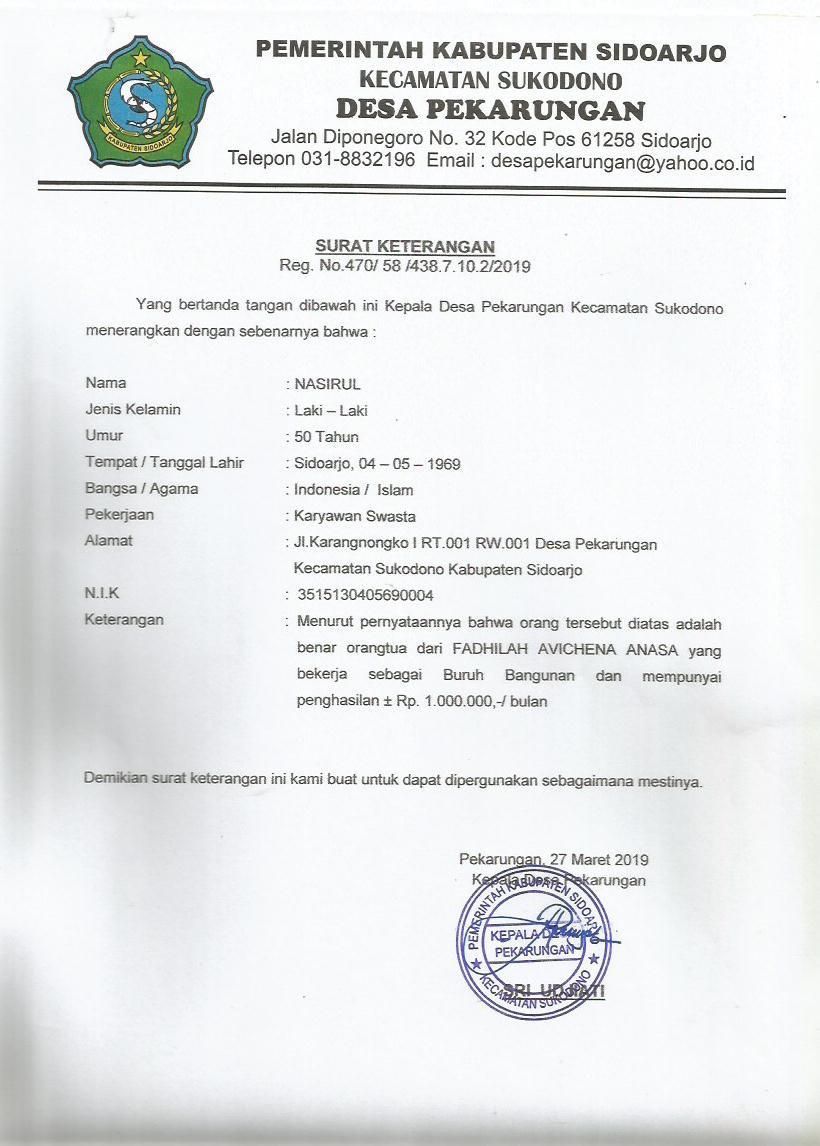 PEMERINTAH KABUPATEN SIDOARJO
KECAMATAN SUKODONO
DESA PEKARUNGAN
Jalan Diponegoro No. 32 Kode Pos 61258 Sidoarjo
Telepon 031-8832196 Email : desapekarungan@yahoo.co.id
KABUPATEN SIDOARJO
SURAT KETERANGAN
Reg. No.470/ 58 /438.7.10.2/2019
Yang bertanda tangan dibawah ini Kepala Desa Pekarungan Kecamatan Sukodono
menerangkan dengan sebenarnya bahwa :
Nama : NASIRUL
Jenis Kelamin : Laki – Laki
Umur : 50 Tahun
Tempat / Tanggal Lahir : Sidoarjo, 04 – 05 – 1969
Bangsa / Agama : Indonesia / Islam
Pekerjaan : Karyawan Swasta
Alamat : Jl.Karangnongko I RT.001 RW.001 Desa Pekarungan
Kecamatan Sukodono Kabupaten Sidoarjo
N.I.K : 3515130405690004
Keterangan : Menurut pernyataannya bahwa orang tersebut diatas adalah
benar orangtua dari FADHILAH AVICHENA ANASA yang
bekerja sebagai Buruh Bangunan dan mempunyai
penghasilan ± Rp. 1.000.000,-/ bulan
Demikian surat keterangan ini kami buat untuk dapat dipergunakan sebagaimana mestinya.
Pekarungan, 27 Maret 2019
Kepala Desa Pekarungan
PEMERINTAH KABUPATEN SIDOARJO
KEPALA
PEKARUNGAN
KECAMATAN SUKODONO
SRI